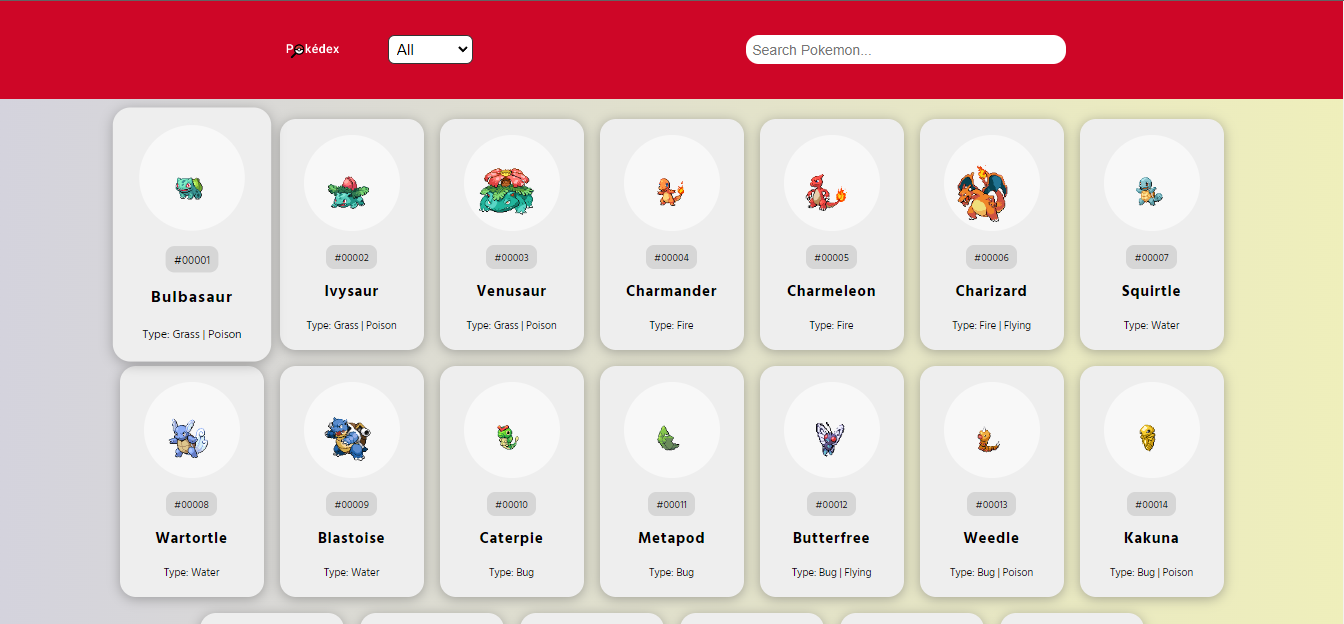 Pokédex
All
Search Pokemon...
#00001
Bulbasaur
Type: Grass | Poison
#00002
Ivysaur
Type: Grass | Poison
#00003
Venusaur
Type: Grass | Poison
#00004
Charmander
Type: Fire
#00005
Charmeleon
Type: Fire
#00006
Charizard
Type: Fire | Flying
#00007
Squirtle
Type: Water
#00008
Wartortle
Type: Water
#00009
Blastoise
Type: Water
#00010
Caterpie
Type: Bug
#00011
Metapod
Type: Bug
#00012
Butterfree
Type: Bug | Flying
#00013
Weedle
Type: Bug | Poison
#00014
Kakuna
Type: Bug | Poison